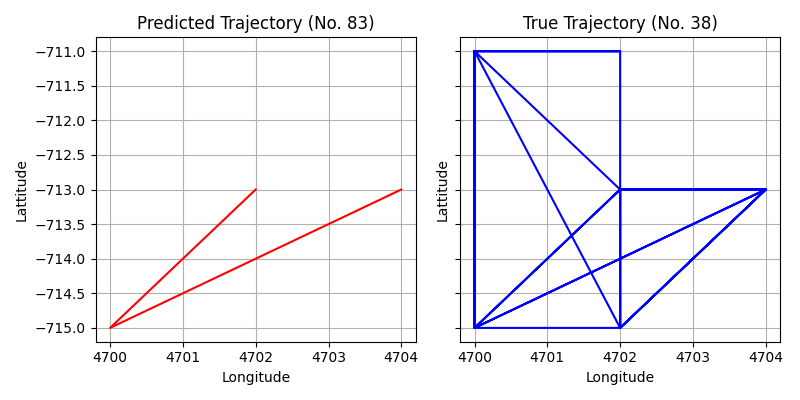 Predicted Trajectory (No. 83)
True Trajectory (No. 38)
Lattitude
−711.0
−711.5
−712.0
−712.5
−713.0
−713.5
−714.0
−714.5
−715.0
4700 4701 4702 4703 4704
Longitude
Lattitude
4700 4701 4702 4703 4704
Longitude